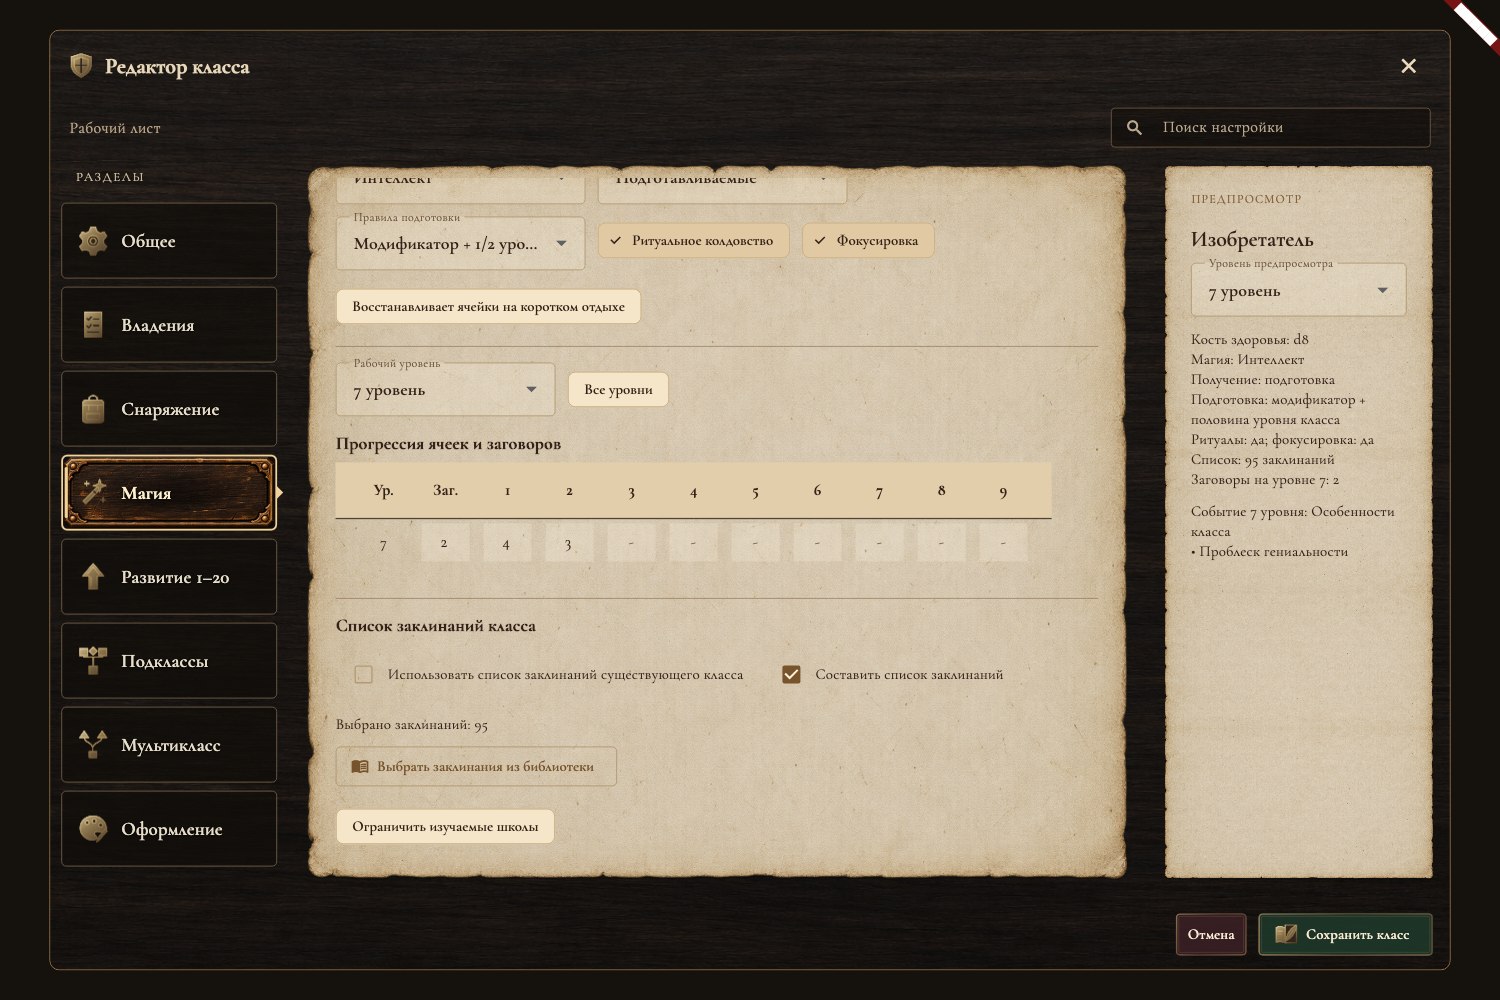 Редактор класса
Рабочий лист
Поиск настройки
РАЗДЕЛЫ
Общее
Владения
Снаряжение
Магия
Развитие 1–20
Подклассы
Мультикласс
Оформление
Интеллект
Подготавливаемые
Правила подготовки
Модификатор + 1/2 уро...
Ритуальное колдовство
Фокусировка
Восстанавливает ячейки на коротком отдыхе
Рабочий уровень
7 уровень
Все уровни
Прогрессия ячеек и заговоров
Ур. Заг. 1 2 3 4 5 6 7 8 9
7 2 4 3 - - - - - - -
Список заклинаний класса
Использовать список заклинаний существующего класса
Составить список заклинаний
Выбрано заклинаний: 95
Выбрать заклинания из библиотеки
Ограничить изучаемые школы
ПРЕДПРОСМОТР
Изобретатель
Уровень предпросмотра
7 уровень
Кость здоровья: d8
Магия: Интеллект
Получение: подготовка
Подготовка: модификатор +
половина уровня класса
Ритуалы: да; фокусировка: да
Список: 95 заклинаний
Заговоры на уровне 7: 2
Событие 7 уровня: Особенности
класса
• Проблеск гениальности
Отмена
Сохранить класс